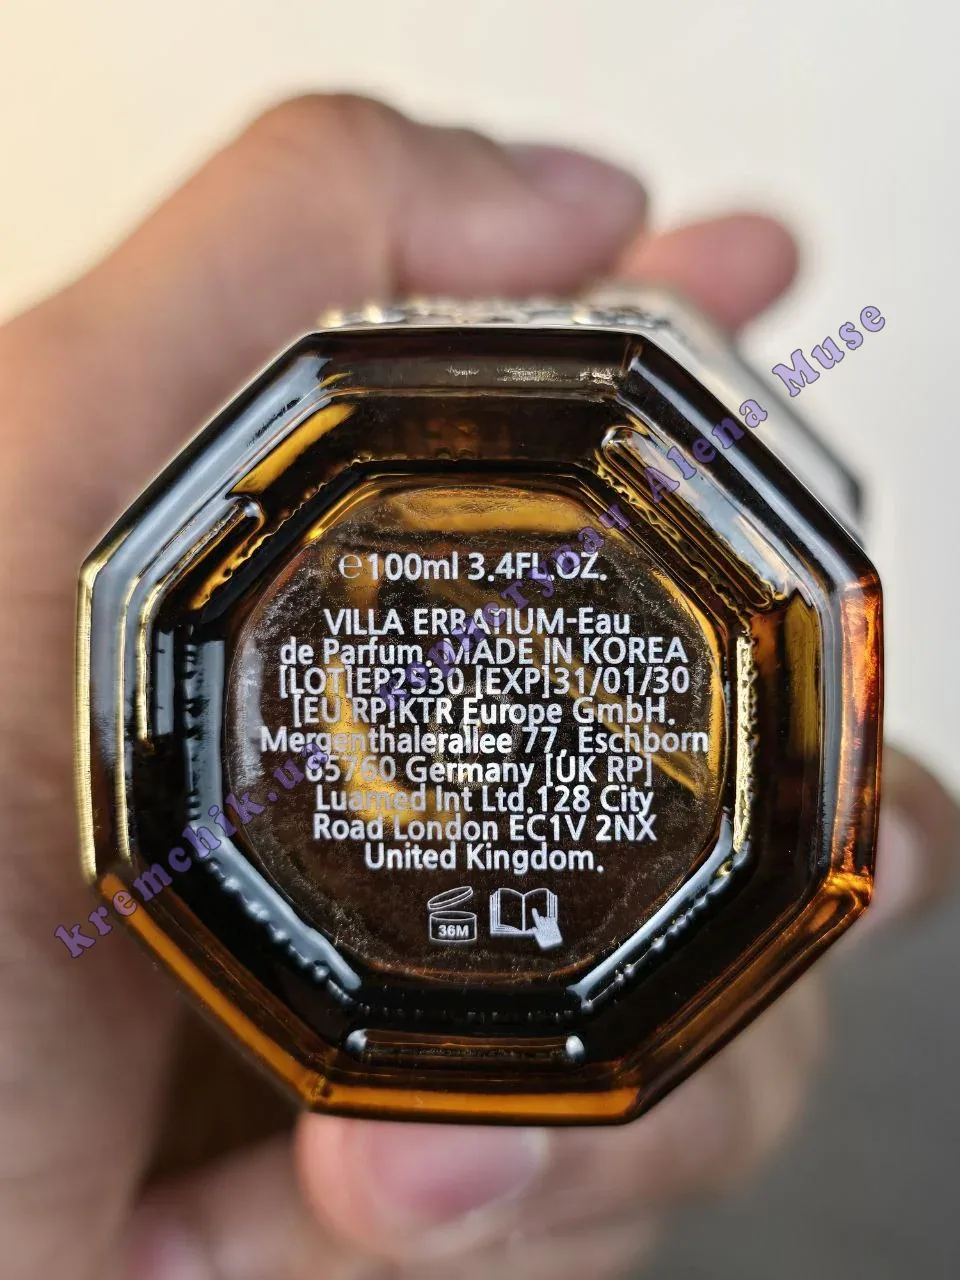 ℮100ml 3.4FL.OZ.
VILLA ERBATIUM-Eau
de Parfum. MADE IN KOREA
[LOT]EP2530 [EXP]31/01/30
[EU RP]KTR Europe GmbH.
Mergenthalerallee 77, Eschborn
65760 Germany [UK RP]
Luamed Int Ltd.128 City
Road London EC1V 2NX
United Kingdom.
36M
kremchik.ua копірайтер Alena Muse